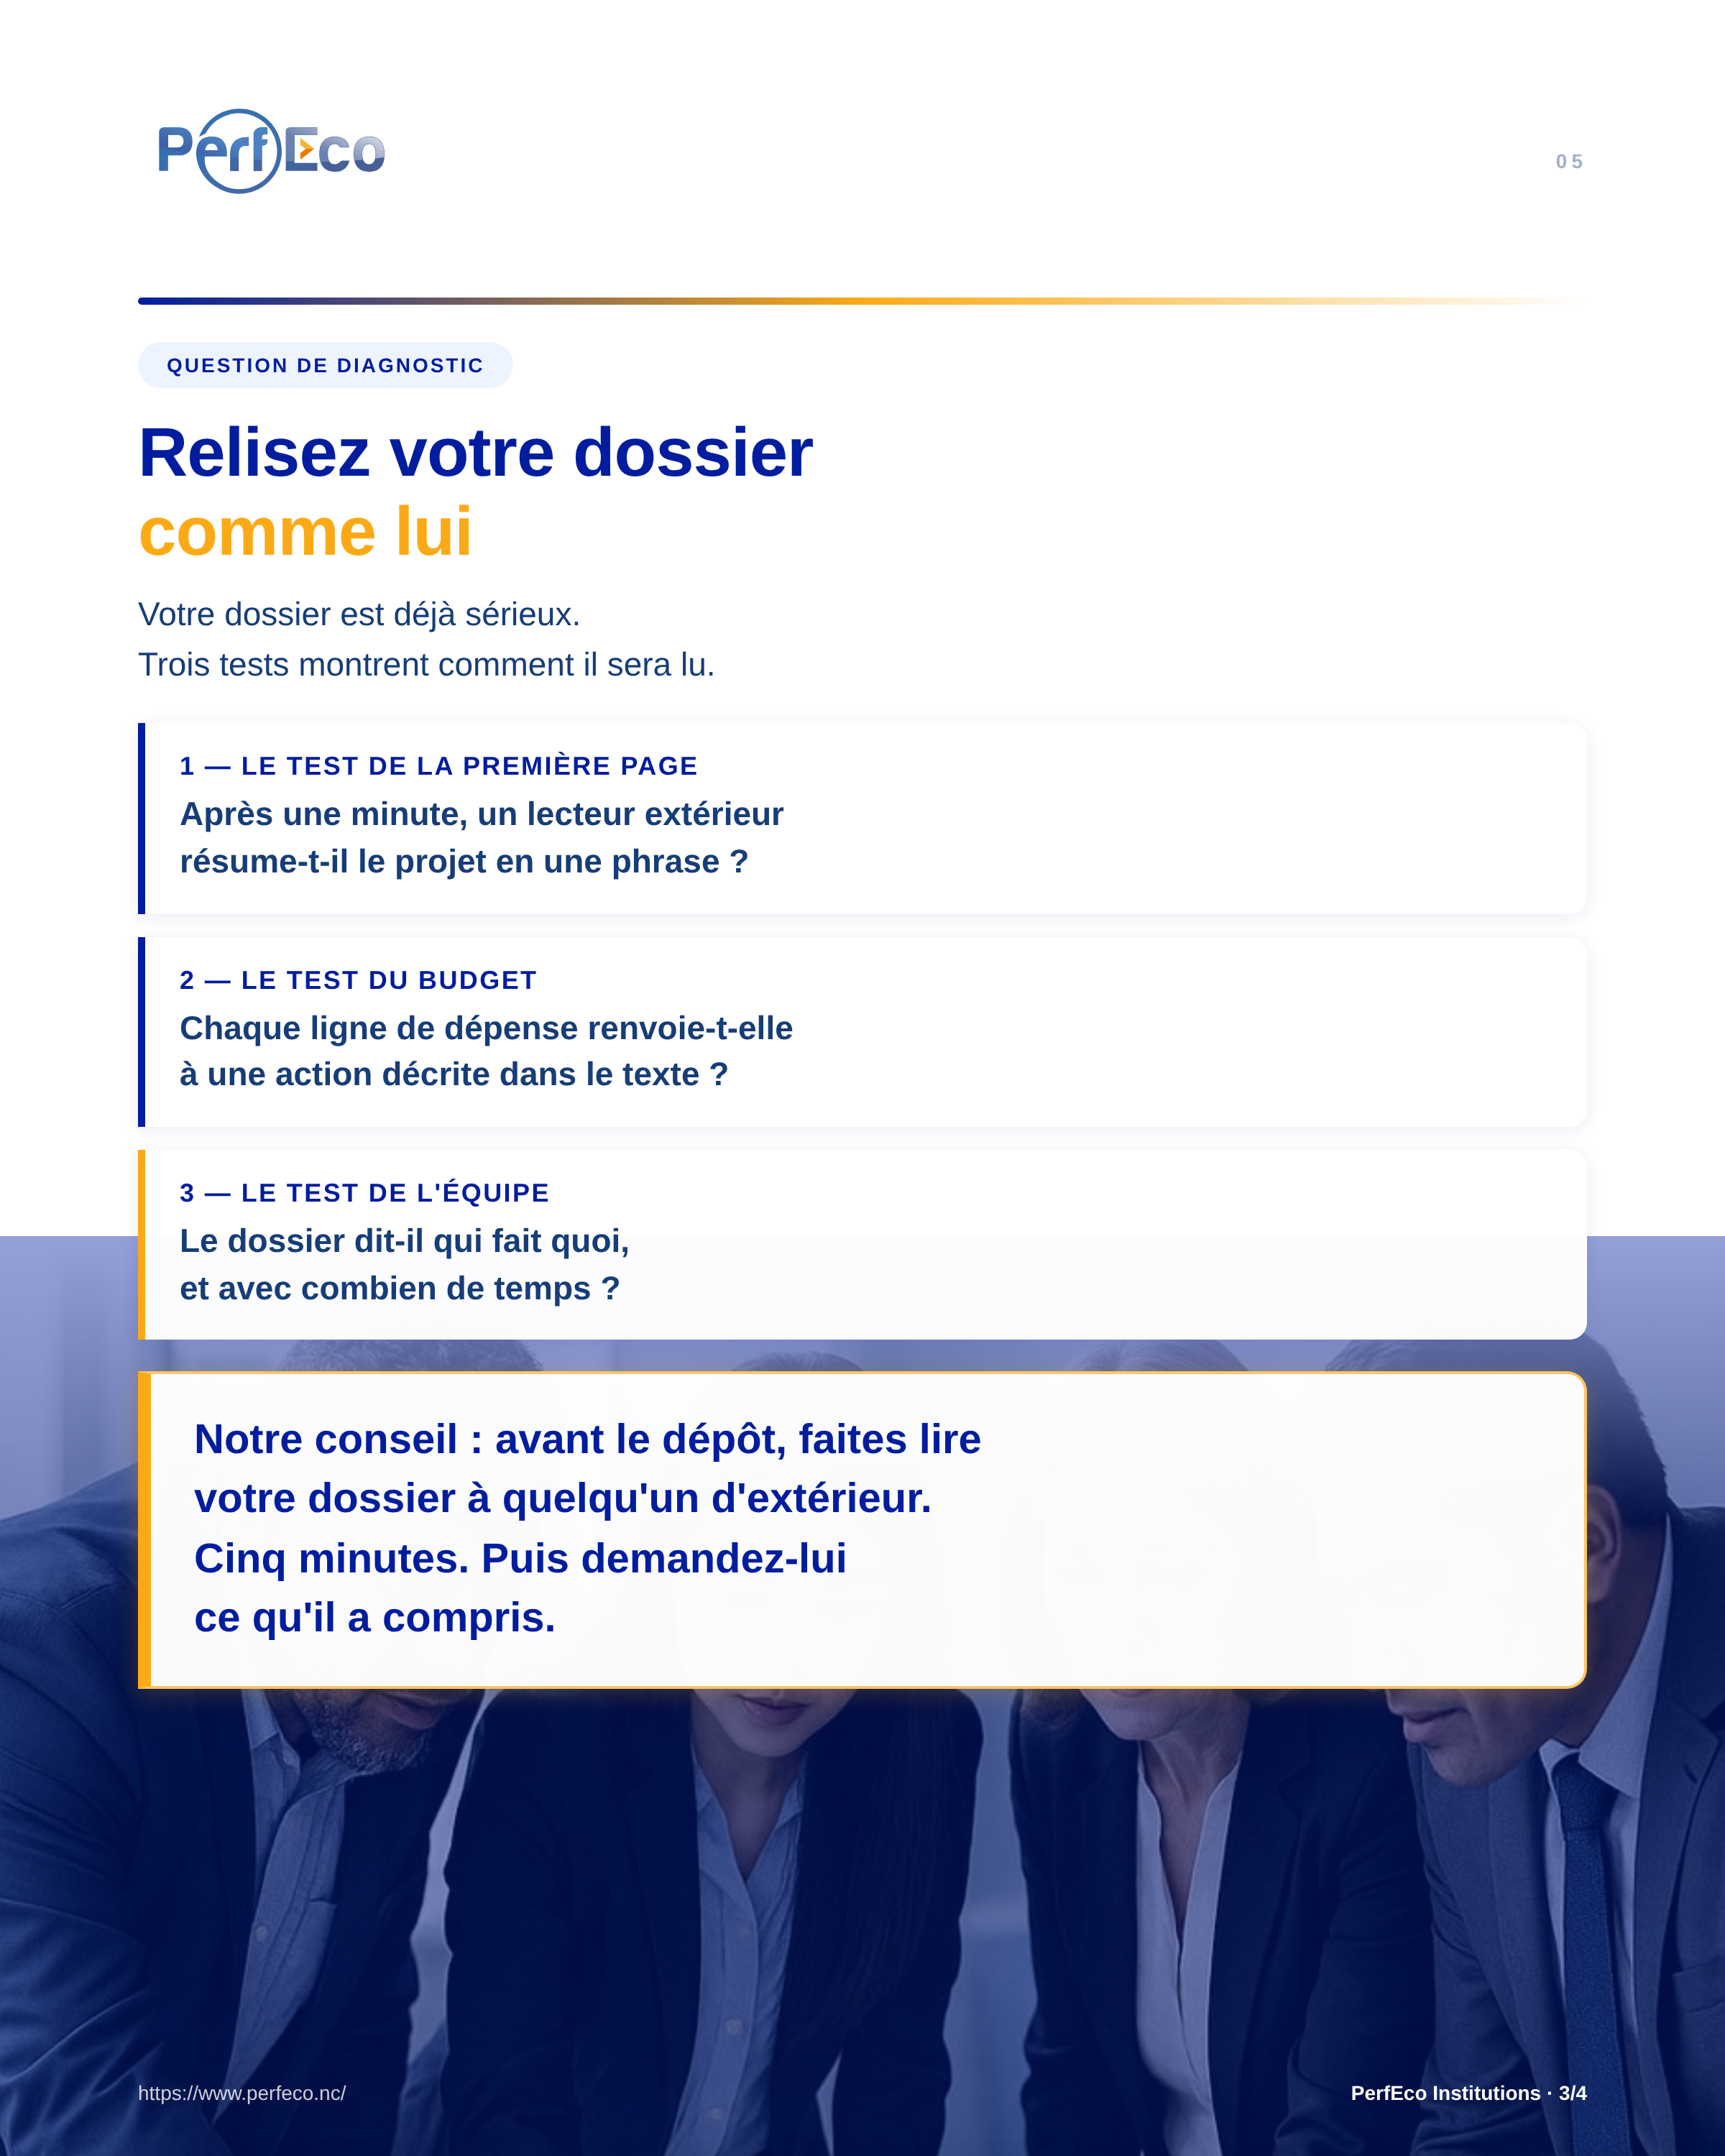 PerfEco
05
QUESTION DE DIAGNOSTIC
Relisez votre dossier
comme lui
Votre dossier est déjà sérieux.
Trois tests montrent comment il sera lu.
1 — LE TEST DE LA PREMIÈRE PAGE
Après une minute, un lecteur extérieur
résume-t-il le projet en une phrase ?
2 — LE TEST DU BUDGET
Chaque ligne de dépense renvoie-t-elle
à une action décrite dans le texte ?
3 — LE TEST DE L'ÉQUIPE
Le dossier dit-il qui fait quoi,
et avec combien de temps ?
Notre conseil : avant le dépôt, faites lire
votre dossier à quelqu'un d'extérieur.
Cinq minutes. Puis demandez-lui
ce qu'il a compris.
https://www.perfeco.nc/
PerfEco Institutions · 3/4